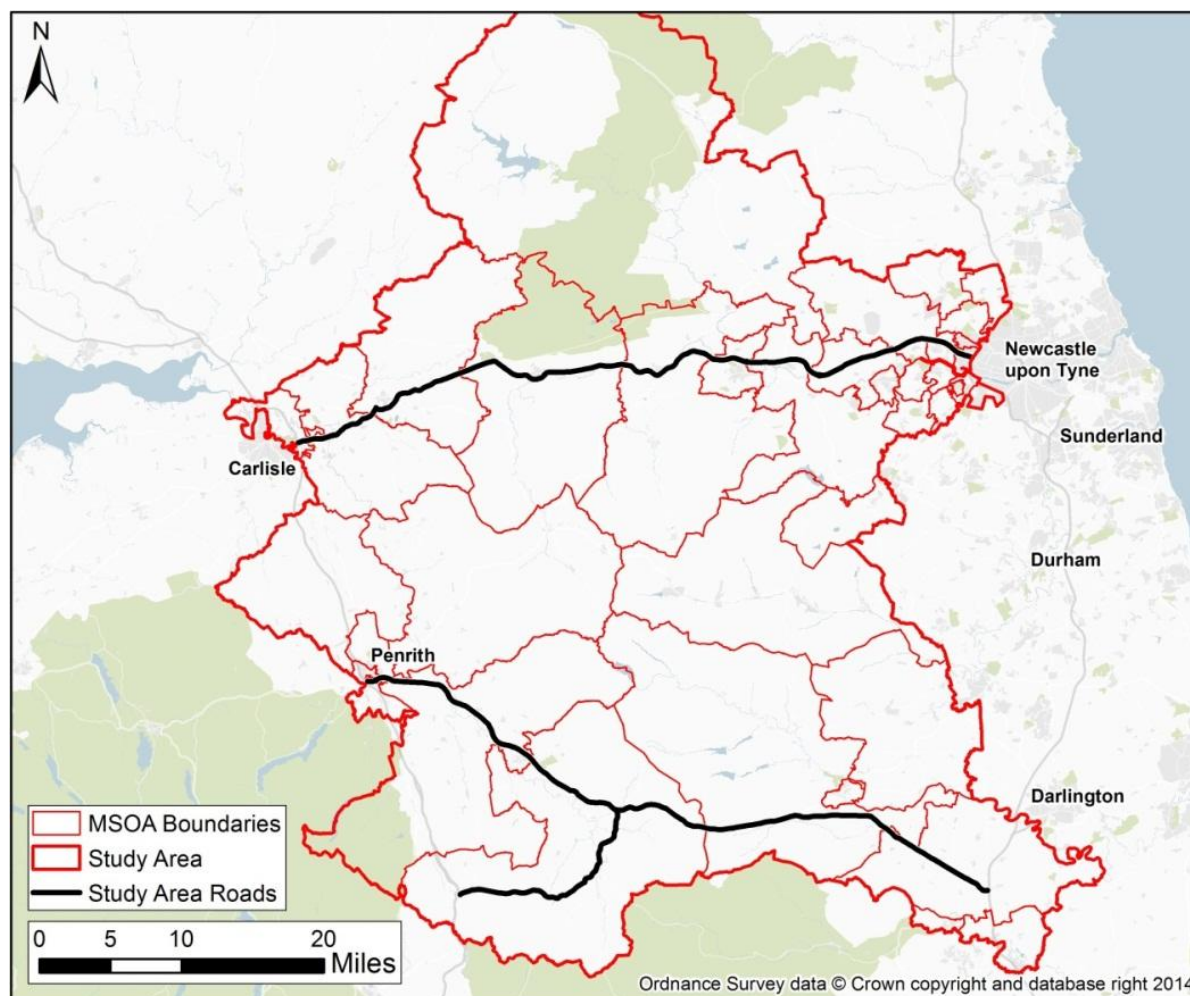 N
Newcastle
upon Tyne
Sunderland
Carlisle
Durham
Penrith
Darlington
MSOA Boundaries
Study Area
Study Area Roads
0 5 10 20
Miles
Ordnance Survey data © Crown copyright and database right 2014